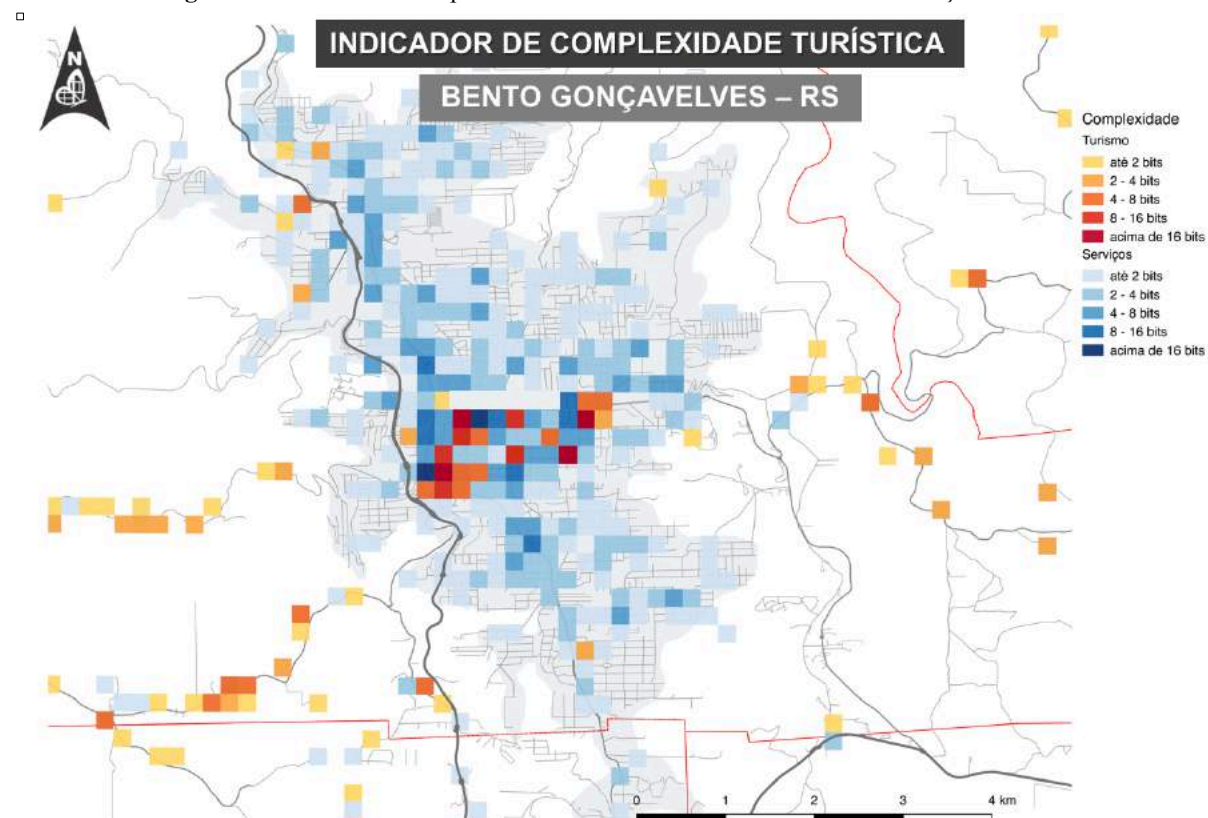 INDICADOR DE COMPLEXIDADE TURÍSTICA
BENTO GONÇAVELVES – RS
N
Complexidade
Turismo
até 2 bits
2 - 4 bits
4 - 8 bits
8 - 16 bits
acima de 16 bits
Serviços
até 2 bits
2 - 4 bits
4 - 8 bits
8 - 16 bits
acima de 16 bits
0 1 2 3 4 km